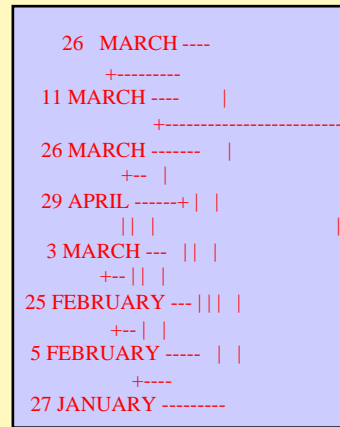 26 MARCH ----
+---------
11 MARCH ---- |
+-------------------------
26 MARCH ------- |
+-- |
29 APRIL ------+ | |
| | | |
3 MARCH --- | | |
+-- | | |
25 FEBRUARY --- | | | |
+-- | |
5 FEBRUARY ----- | |
+----
27 JANUARY ---------